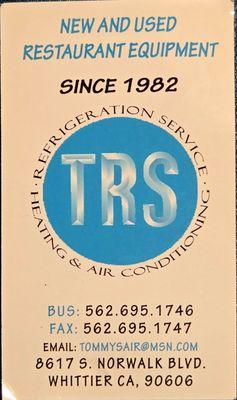 NEW AND USED
RESTAURANT EQUIPMENT
SINCE 1982
· REFRIGERATION SERVICE ·
TRS
HEATING & AIR CONDITIONING
BUS: 562.695.1746
FAX: 562.695.1747
EMAIL: TOMMYSAIR@MSN.COM
8617 S. NORWALK BLVD.
WHITTIER CA, 90606